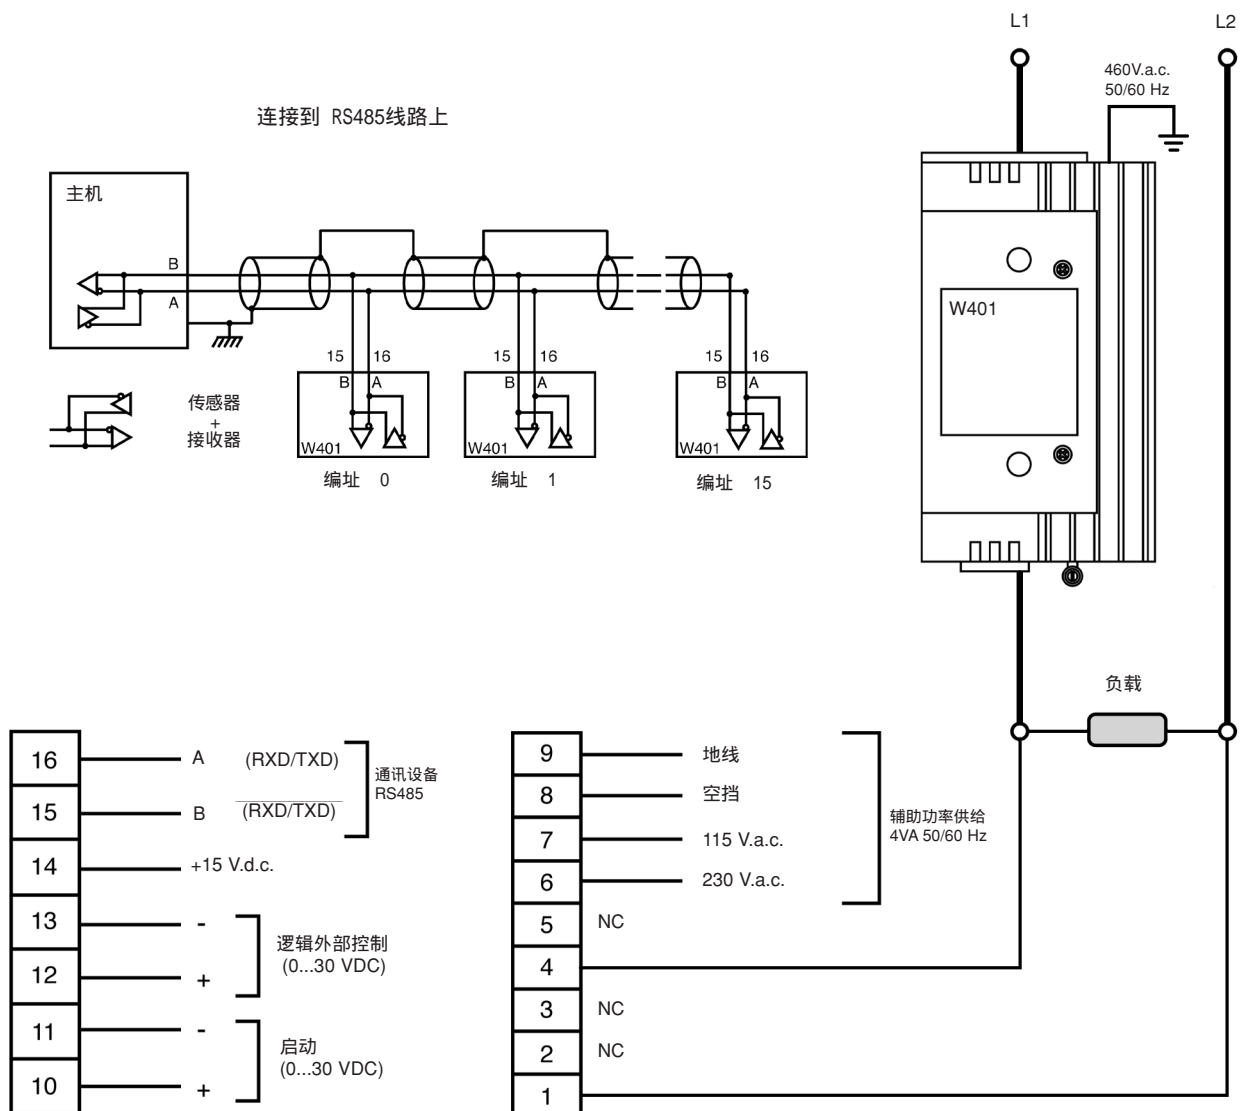 L1
L2
460V.a.c.
50/60 Hz
连接到 RS485线路上
主机
B
A
15
16
15
16
15
16
B
A
B
A
B
A
W401
W401
W401
编址 0
编址 1
编址 15
传感器
+
接收器
W401
负载
16
A
(RXD/TXD)
15
B
(RXD/TXD)
通讯设备
RS485
14
+15 V.d.c.
13
-
12
+
逻辑外部控制
(0...30 VDC)
11
-
10
+
启动
(0...30 VDC)
9
地线
8
空挡
7
115 V.a.c.
6
230 V.a.c.
辅助功率供给
4VA 50/60 Hz
5
NC
4
3
NC
2
NC
1